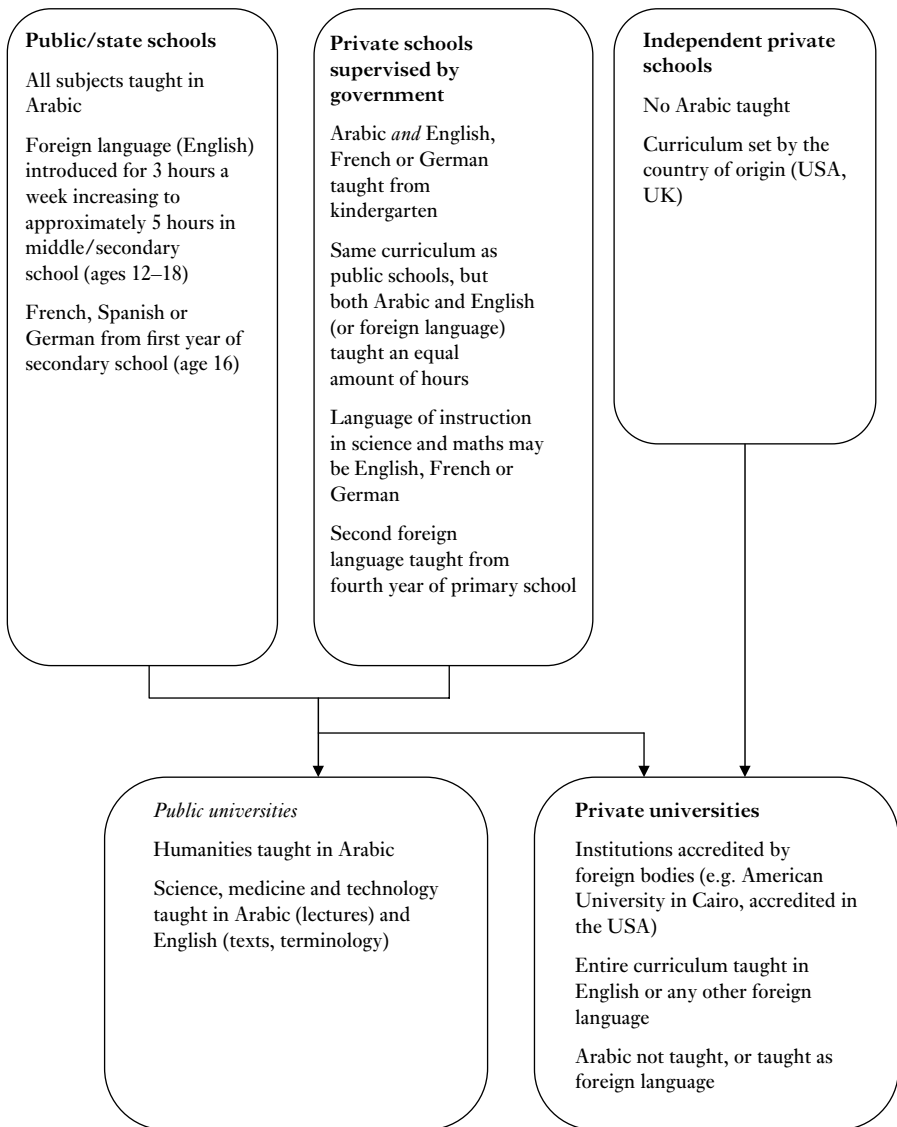 Public/state schools
All subjects taught in
Arabic
Foreign language (English)
introduced for 3 hours a
week increasing to
approximately 5 hours in
middle/secondary
school (ages 12–18)
French, Spanish or
German from first year of
secondary school (age 16)
Private schools
supervised by
government
Arabic and English,
French or German
taught from
kindergarten
Same curriculum as
public schools, but
both Arabic and English
(or foreign language)
taught an equal
amount of hours
Language of instruction
in science and maths may
be English, French or
German
Second foreign
language taught from
fourth year of primary school
Independent private
schools
No Arabic taught
Curriculum set by the
country of origin (USA,
UK)
Public universities
Humanities taught in Arabic
Science, medicine and technology
taught in Arabic (lectures) and
English (texts, terminology)
Private universities
Institutions accredited by
foreign bodies (e.g. American
University in Cairo, accredited in
the USA)
Entire curriculum taught in
English or any other foreign
language
Arabic not taught, or taught as
foreign language